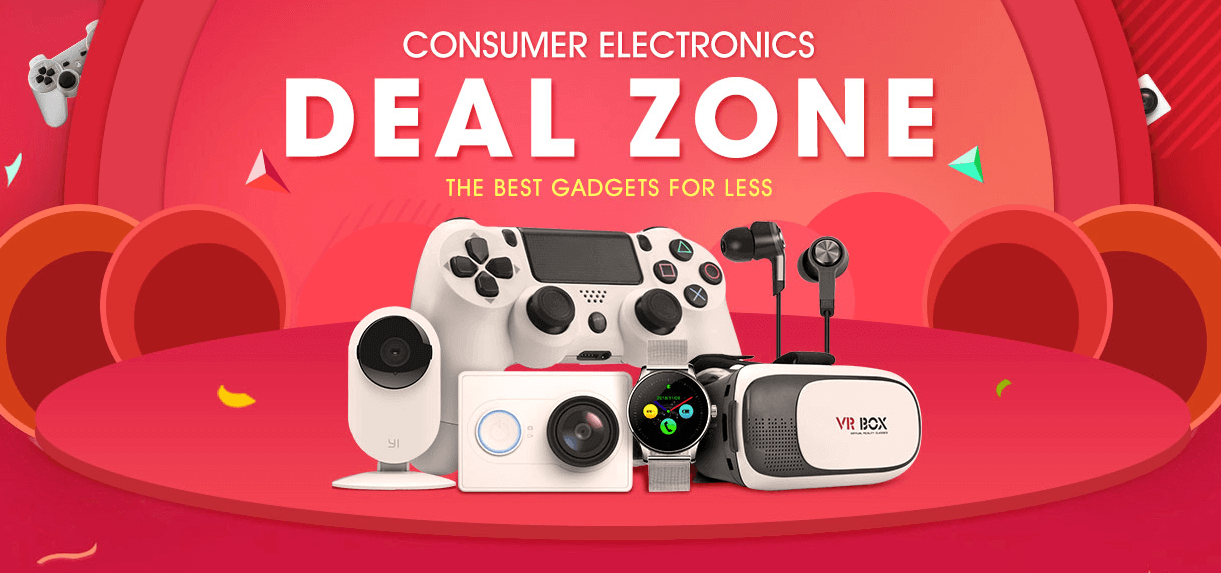 CONSUMER ELECTRONICS
DEAL ZONE
THE BEST GADGETS FOR LESS
YI
VR BOX